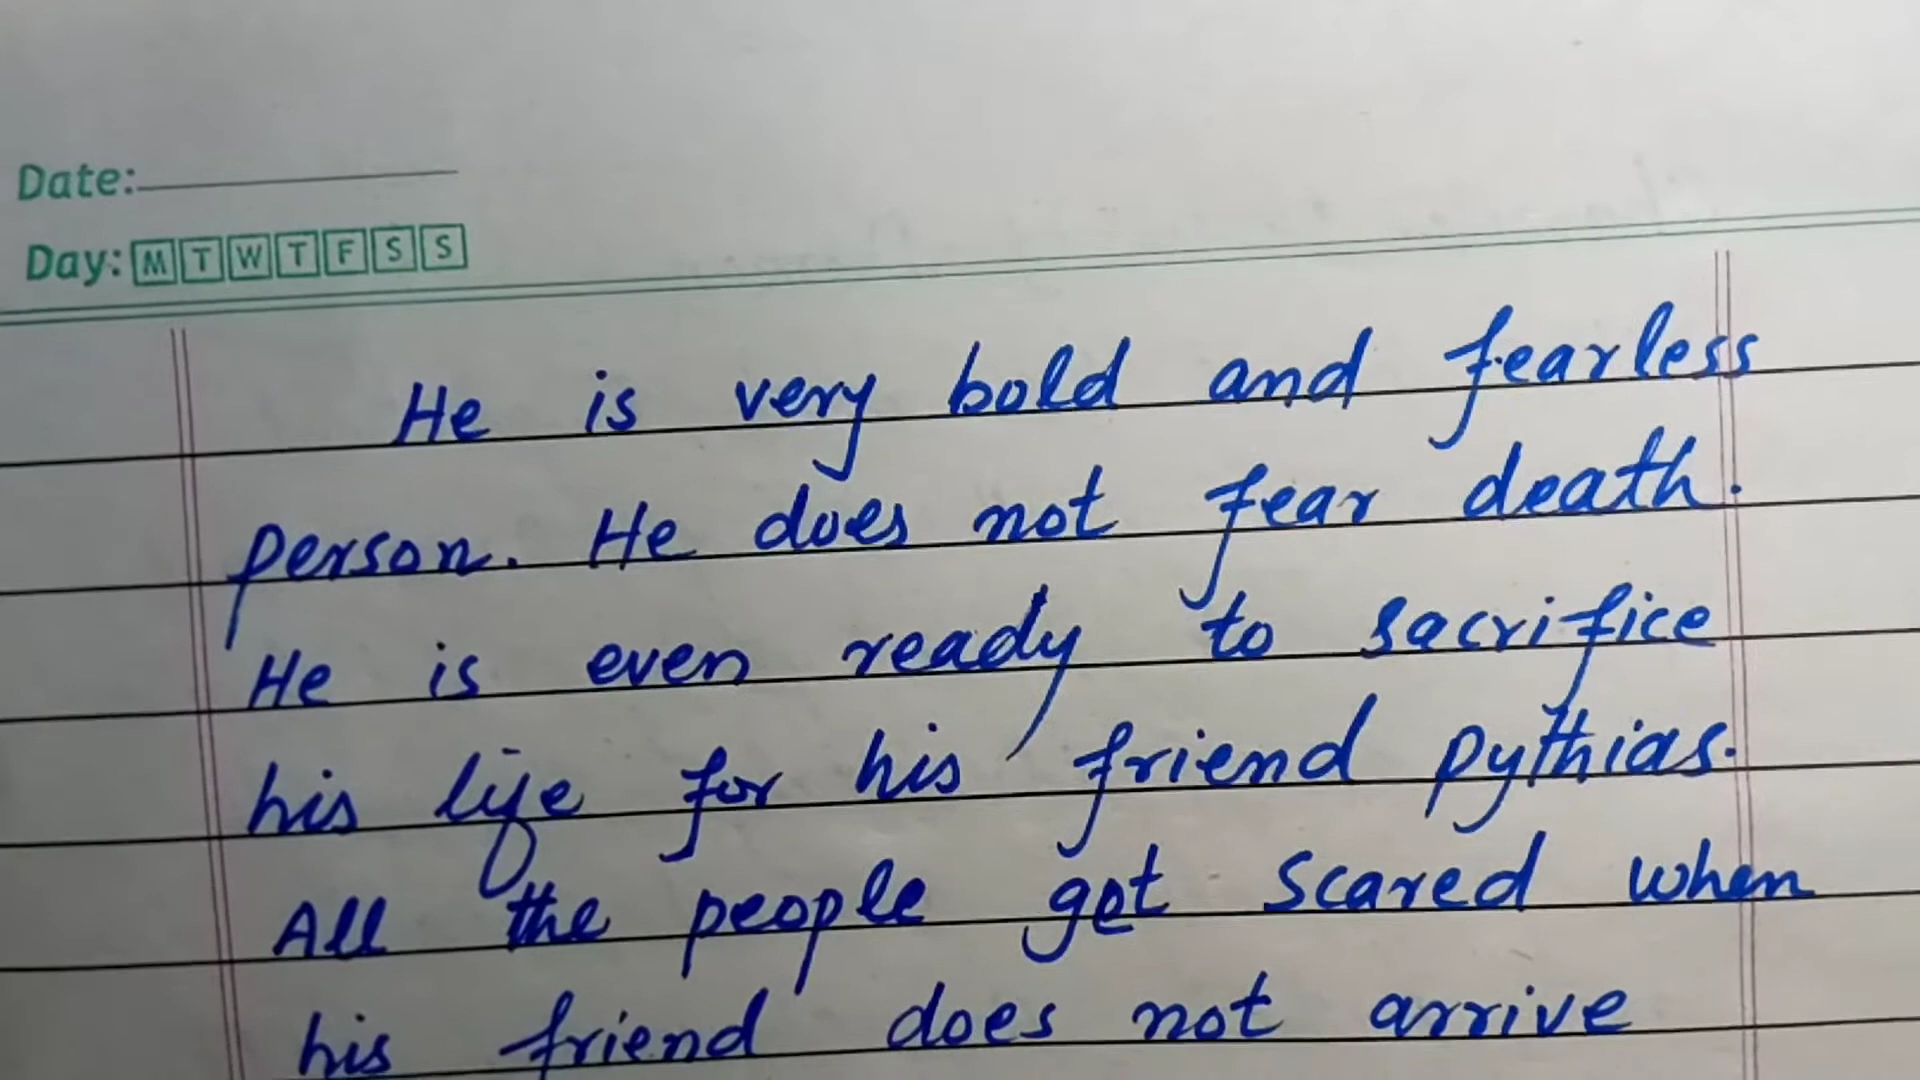 Date:
Day: M T W T F S S
He is very bold and fearless
person. He does not fear death.
He is even ready to sacrifice
his life for his friend pythias.
All the people get scared when
his friend does not arrive